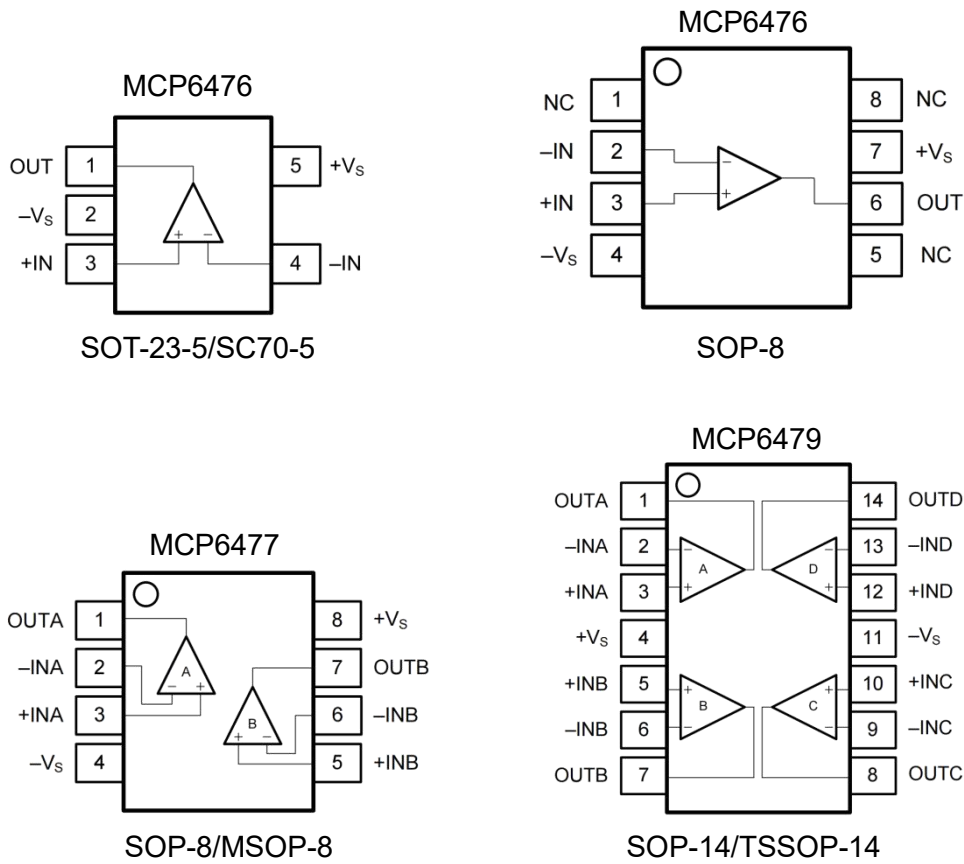 MCP6476
OUT 1 5 +VS
–VS 2
+IN 3 + − 4 –IN
SOT-23-5/SC70-5
MCP6476
NC 1 8 NC
–IN 2 − 7 +VS
+IN 3 + 6 OUT
–VS 4 5 NC
SOP-8
MCP6477
OUTA 1 8 +VS
–INA 2 A − + 7 OUTB
+INA 3 B + − 6 –INB
–VS 4 5 +INB
SOP-8/MSOP-8
MCP6479
OUTA 1 14 OUTD
–INA 2 − A D − 13 –IND
+INA 3 + + 12 +IND
+VS 4 11 –VS
+INB 5 + B C + 10 +INC
–INB 6 − − 9 –INC
OUTB 7 8 OUTC
SOP-14/TSSOP-14